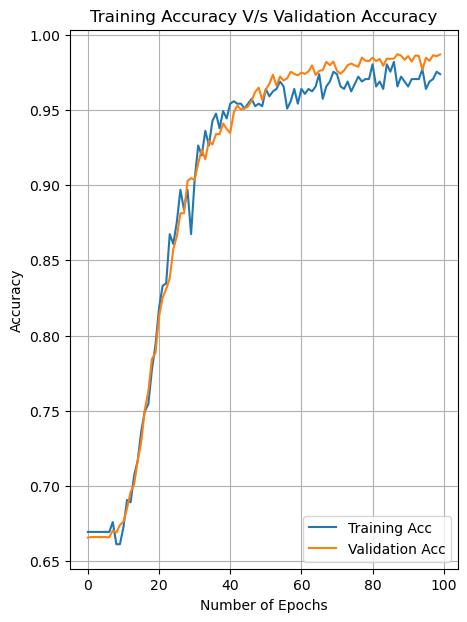 Training Accuracy V/s Validation Accuracy
1.00
0.95
0.90
0.85
0.80
0.75
0.70
0.65
Accuracy
Training Acc
Validation Acc
0 20 40 60 80 100
Number of Epochs